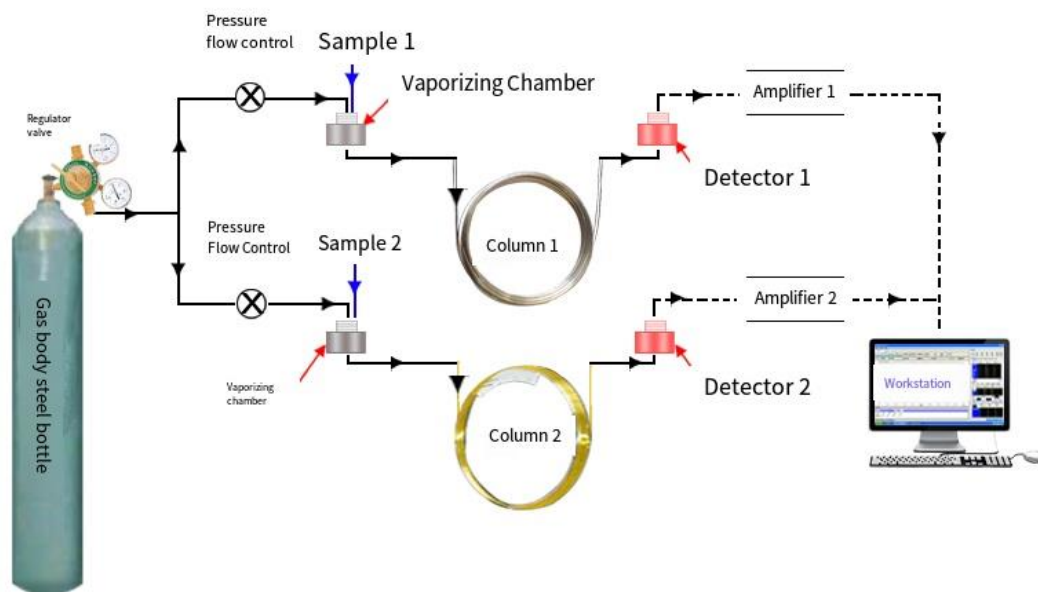 Pressure
flow control
Sample 1
Vaporizing Chamber
Amplifier 1
Regulator
valve
Detector 1
Pressure
Flow Control
Sample 2
Column 1
Amplifier 2
Gas body steel bottle
Vaporizing
chamber
Detector 2
Workstation
Column 2